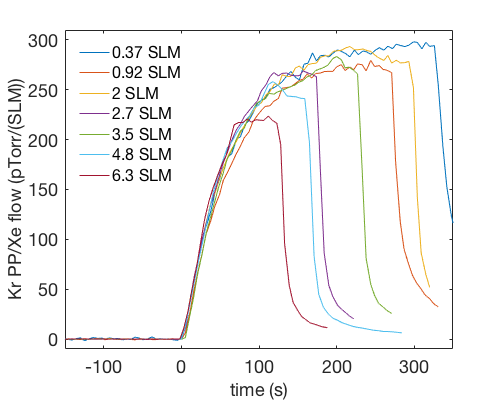 300
250
200
150
100
50
0
Kr PP/Xe flow (pTorr/(SLM))
0.37 SLM
0.92 SLM
2 SLM
2.7 SLM
3.5 SLM
4.8 SLM
6.3 SLM
-100 0 100 200 300
time (s)